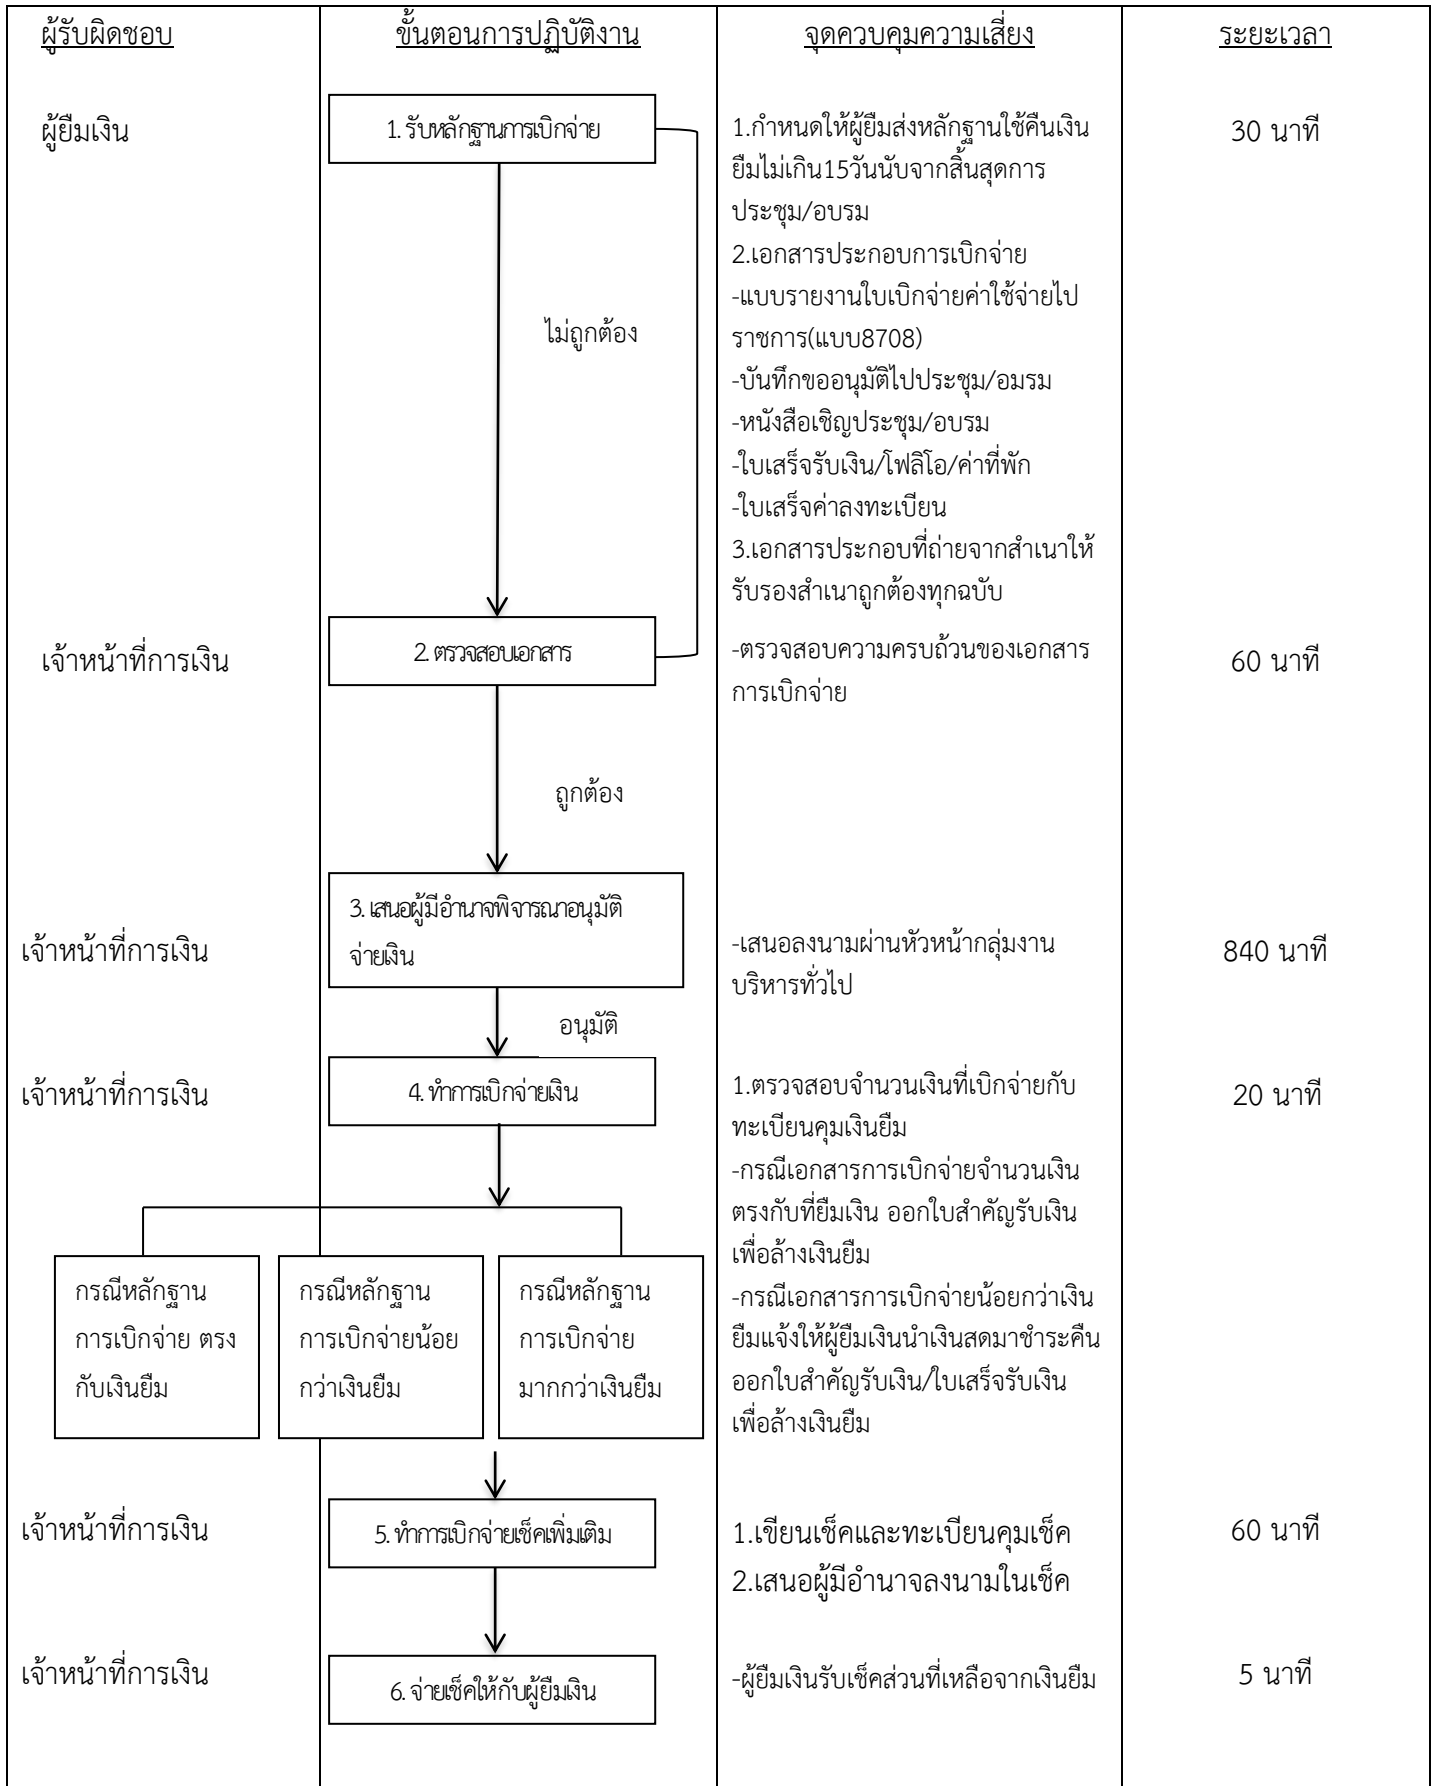 ผู้รับผิดชอบ
ขั้นตอนการปฏิบัติงาน
จุดควบคุมความเสี่ยง
ระยะเวลา
ผู้ยืมเงิน
1. รับหลักฐานการเบิกจ่าย
1.กำหนดให้ผู้ยืมส่งหลักฐานใช้คืนเงิน
ยืมไม่เกิน15วันนับจากสิ้นสุดการ
ประชุม/อบรม
2.เอกสารประกอบการเบิกจ่าย
-แบบรายงานใบเบิกจ่ายค่าใช้จ่ายไป
ราชการ(แบบ8708)
-บันทึกขออนุมัติไปประชุม/อมรม
-หนังสือเชิญประชุม/อบรม
-ใบเสร็จรับเงิน/โฟลิโอ/ค่าที่พัก
-ใบเสร็จค่าลงทะเบียน
3.เอกสารประกอบที่ถ่ายจากสำเนาให้
รับรองสำเนาถูกต้องทุกฉบับ
30 นาที
ไม่ถูกต้อง
เจ้าหน้าที่การเงิน
2. ตรวจสอบเอกสาร
-ตรวจสอบความครบถ้วนของเอกสาร
การเบิกจ่าย
60 นาที
ถูกต้อง
เจ้าหน้าที่การเงิน
3. เสนอผู้มีอำนาจพิจารณาอนุมัติ
จ่ายเงิน
-เสนอลงนามผ่านหัวหน้ากลุ่มงาน
บริหารทั่วไป
840 นาที
อนุมัติ
เจ้าหน้าที่การเงิน
4. ทำการเบิกจ่ายเงิน
1.ตรวจสอบจำนวนเงินที่เบิกจ่ายกับ
ทะเบียนคุมเงินยืม
-กรณีเอกสารการเบิกจ่ายจำนวนเงิน
ตรงกับที่ยืมเงิน ออกใบสำคัญรับเงิน
เพื่อล้างเงินยืม
-กรณีเอกสารการเบิกจ่ายน้อยกว่าเงิน
ยืมแจ้งให้ผู้ยืมเงินนำเงินสดมาชำระคืน
ออกใบสำคัญรับเงิน/ใบเสร็จรับเงิน
เพื่อล้างเงินยืม
20 นาที
กรณีหลักฐาน
การเบิกจ่าย ตรง
กับเงินยืม
กรณีหลักฐาน
การเบิกจ่ายน้อย
กว่าเงินยืม
กรณีหลักฐาน
การเบิกจ่าย
มากกว่าเงินยืม
เจ้าหน้าที่การเงิน
5. ทำการเบิกจ่ายเช็คเพิ่มเติม
1.เขียนเช็คและทะเบียนคุมเช็ค
2.เสนอผู้มีอำนาจลงนามในเช็ค
60 นาที
เจ้าหน้าที่การเงิน
6. จ่ายเช็คให้กับผู้ยืมเงิน
-ผู้ยืมเงินรับเช็คส่วนที่เหลือจากเงินยืม
5 นาที